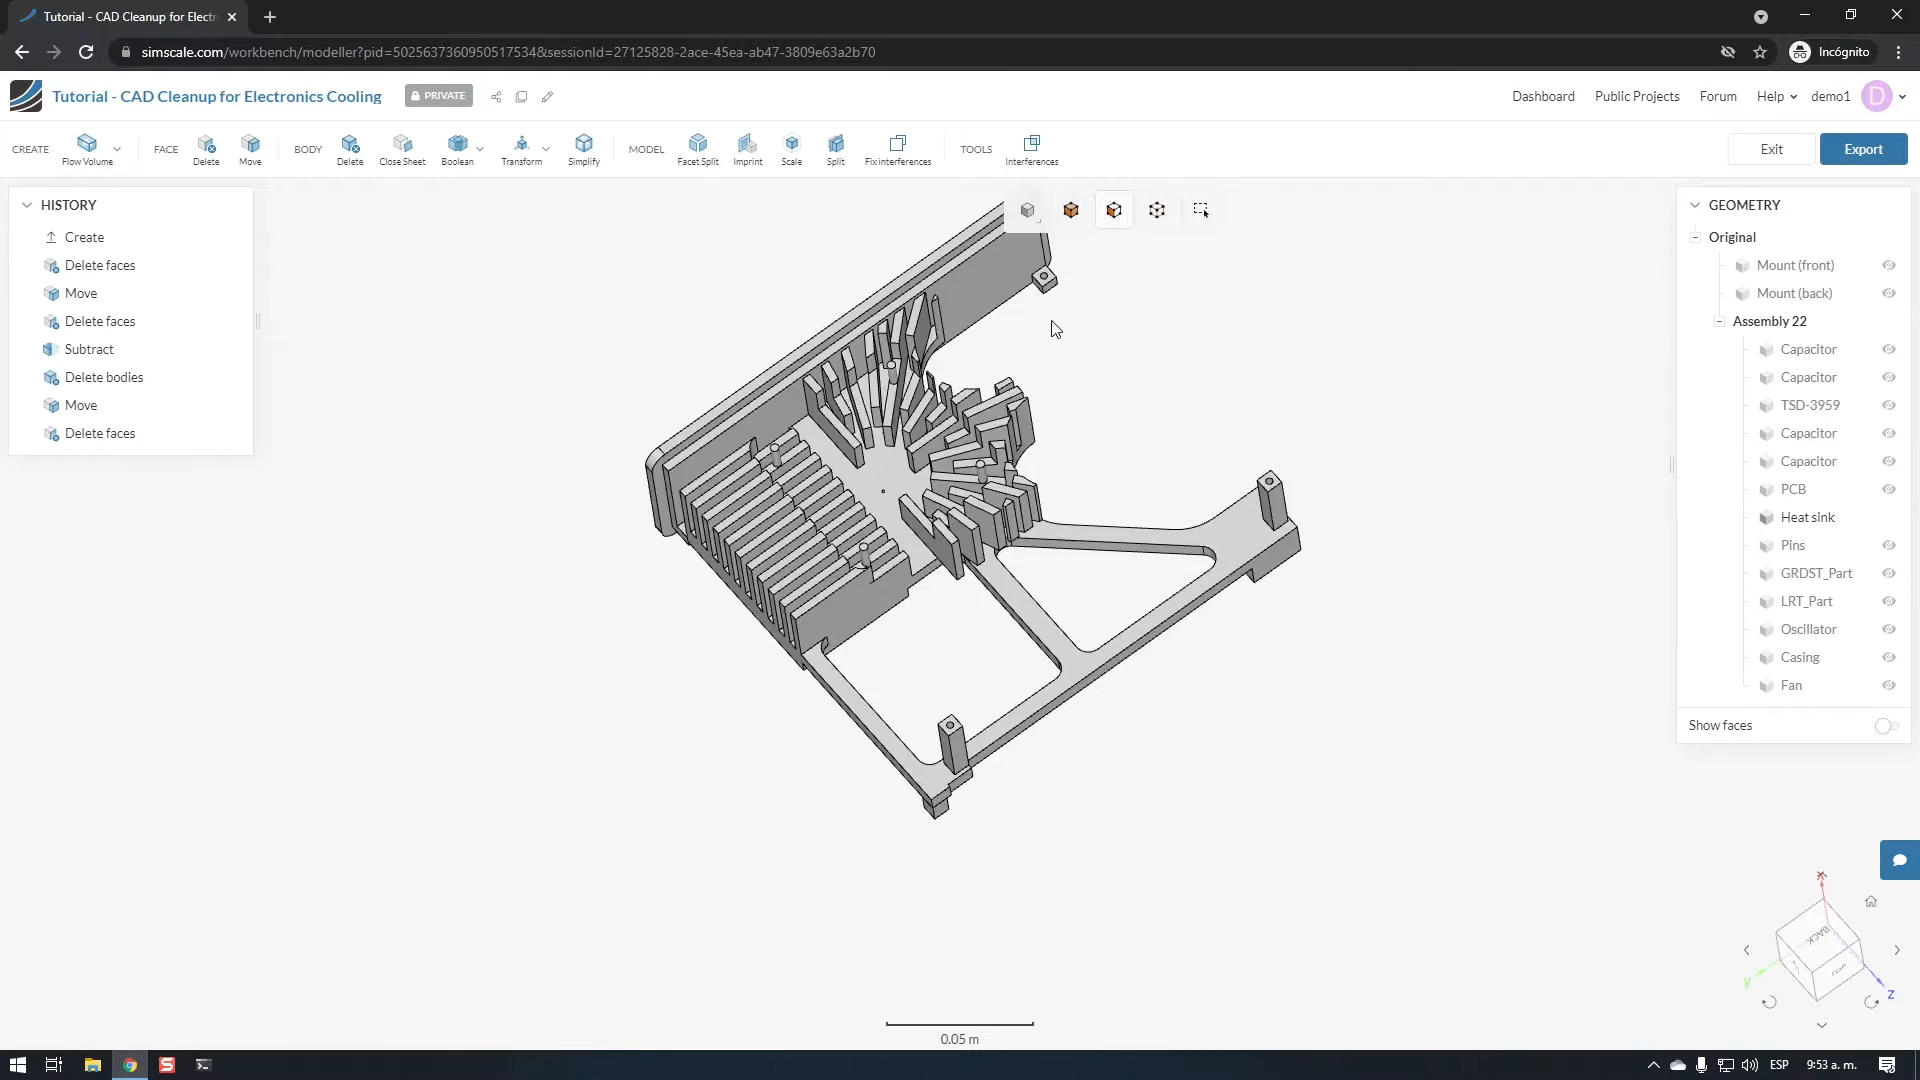 Tutorial - CAD Cleanup for Electr
simscale.com/workbench/modeller?pid=5025637360950517534&sessionId=27125828-2ace-45ea-ab47-3809e63a2b70
Incógnito
Tutorial - CAD Cleanup for Electronics Cooling
PRIVATE
Dashboard
Public Projects
Forum
Help
demo1
D
CREATE
Flow Volume
FACE
Delete
Move
BODY
Delete
Close Sheet
Boolean
Transform
Simplify
MODEL
Facet Split
Imprint
Scale
Split
Fix interferences
TOOLS
Interferences
Exit
Export
HISTORY
Create
Delete faces
Move
Delete faces
Subtract
Delete bodies
Move
Delete faces
GEOMETRY
Original
Mount (front)
Mount (back)
Assembly 22
Capacitor
Capacitor
TSD-3959
Capacitor
Capacitor
PCB
Heat sink
Pins
GRDST_Part
LRT_Part
Oscillator
Casing
Fan
Show faces
X
BACK
TOP
Y
Z
0.05 m
ESP
9:53 a. m.